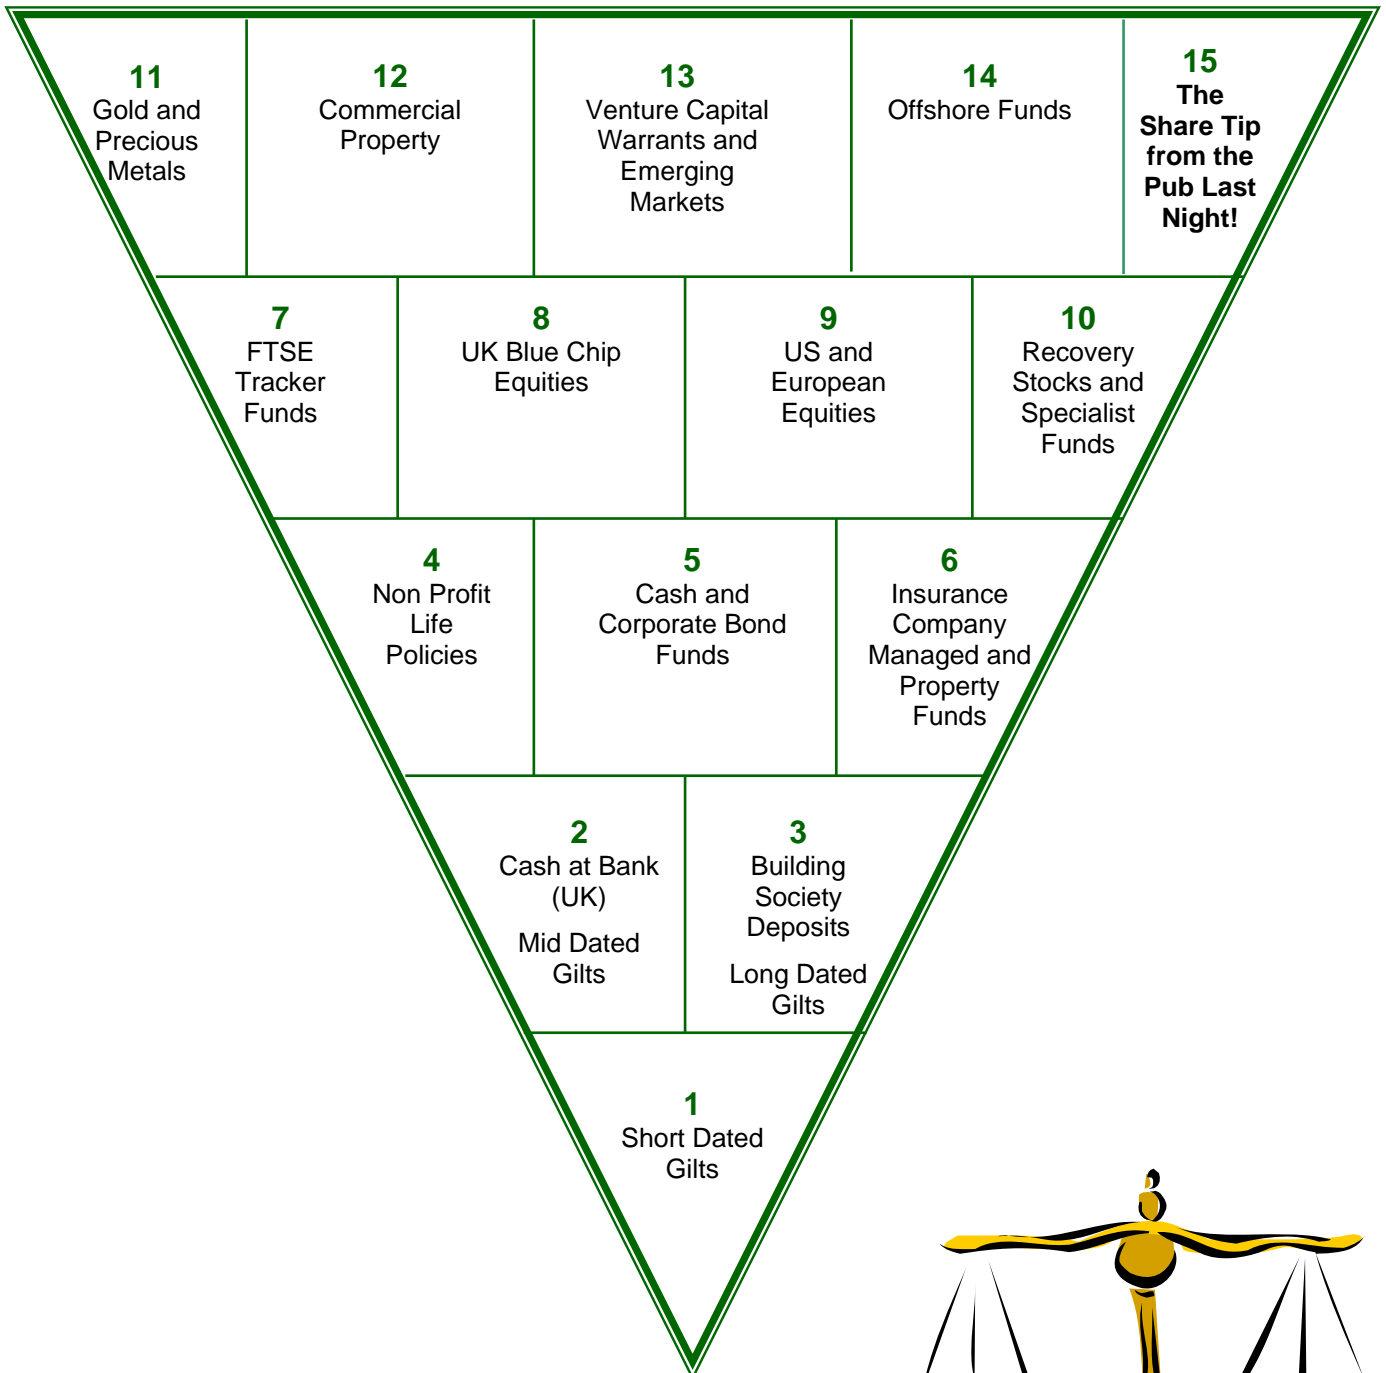 11
Gold and
Precious
Metals
12
Commercial
Property
13
Venture Capital
Warrants and
Emerging
Markets
14
Offshore Funds
15
The
Share Tip
from the
Pub Last
Night!
7
FTSE
Tracker
Funds
8
UK Blue Chip
Equities
9
US and
European
Equities
10
Recovery
Stocks and
Specialist
Funds
4
Non Profit
Life
Policies
5
Cash and
Corporate Bond
Funds
6
Insurance
Company
Managed and
Property
Funds
2
Cash at Bank
(UK)
Mid Dated
Gilts
3
Building
Society
Deposits
Long Dated
Gilts
1
Short Dated
Gilts